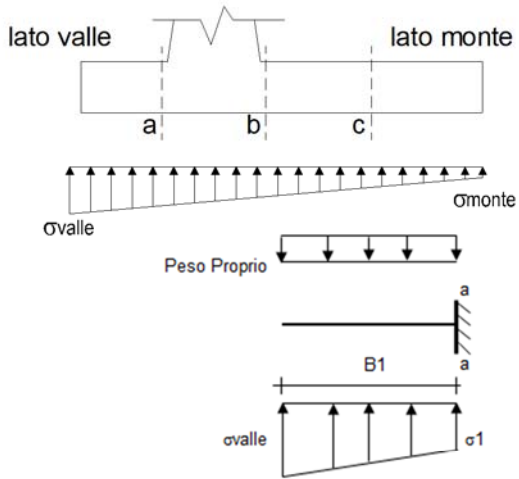 lato valle
lato monte
a
b
c
σvalle
σmonte
Peso Proprio
a
B1
a
σvalle
σ1